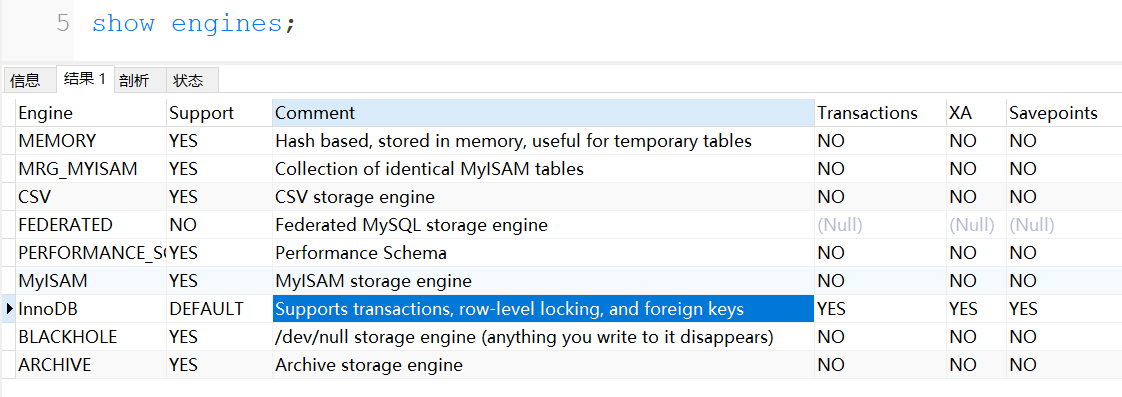 5 show engines;
信息 结果 1 剖析 状态
Engine Support Comment Transactions XA Savepoints
MEMORY YES Hash based, stored in memory, useful for temporary tables NO NO NO
MRG_MYISAM YES Collection of identical MyISAM tables NO NO NO
CSV YES CSV storage engine NO NO NO
FEDERATED NO Federated MySQL storage engine (Null) (Null) (Null)
PERFORMANCE_SC YES Performance Schema NO NO NO
MyISAM YES MyISAM storage engine NO NO NO
InnoDB DEFAULT Supports transactions, row-level locking, and foreign keys YES YES YES
BLACKHOLE YES /dev/null storage engine (anything you write to it disappears) NO NO NO
ARCHIVE YES Archive storage engine NO NO NO